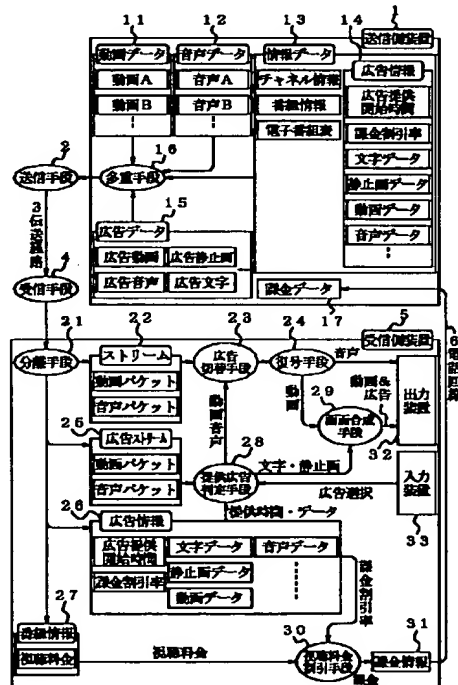 1
送信側装置
11
動画データ
動画A
動画B
12
音声データ
音声A
音声B
13
情報データ
チャネル情報
番組情報
電子番組表
14
広告情報
広告提供
開始時間
課金割引率
文字データ
静止画データ
動画データ
音声データ
2
送信手段
16
多重手段
15
広告データ
広告動画
広告静止画
広告音声
広告文字
課金データ
17
3
伝送経路
4
受信手段
5
受信側装置
6
電話回線
21
分離手段
22
ストリーム
動画パケット
音声パケット
23
広告
切替手段
24
復号手段
音声
動画
29
画面合成
手段
動画&
広告
出力
装置
32
25
広告ストリーム
動画パケット
音声パケット
動画
音声
28
提供広告
判定手段
文字・静止画
広告選択
入力
装置
33
提供時間・データ
26
広告情報
広告提供
開始時間
課金割引率
文字データ
静止画データ
動画データ
音声データ
課金割引率
27
番組情報
視聴料金
視聴料金
30
視聴料金
割引手段
31
課金情報
課金